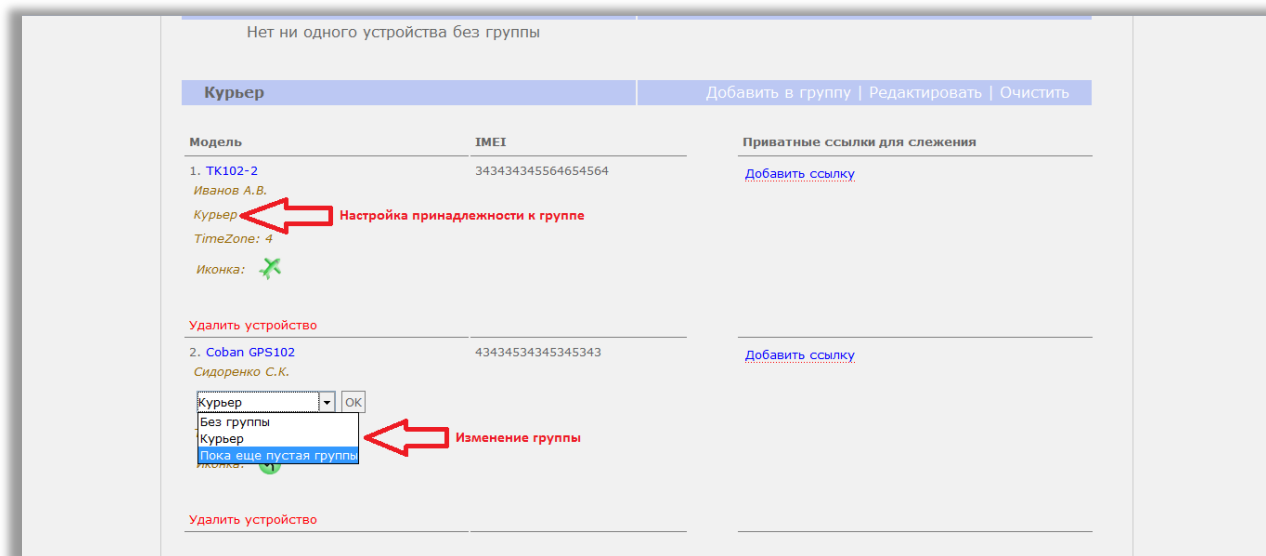 Нет ни одного устройства без группы
Курьер
Добавить в группу | Редактировать | Очистить
Модель
IMEI
Приватные ссылки для слежения
1. TK102-2
343434345564654564
Добавить ссылку
Иванов А.В.
Курьер
Настройка принадлежности к группе
TimeZone: 4
Иконка:
Удалить устройство
2. Coban GPS102
43434534345345343
Добавить ссылку
Сидоренко С.К.
Курьер
OK
Без группы
Курьер
Изменение группы
Пока еще пустая группы
Иконка:
Удалить устройство